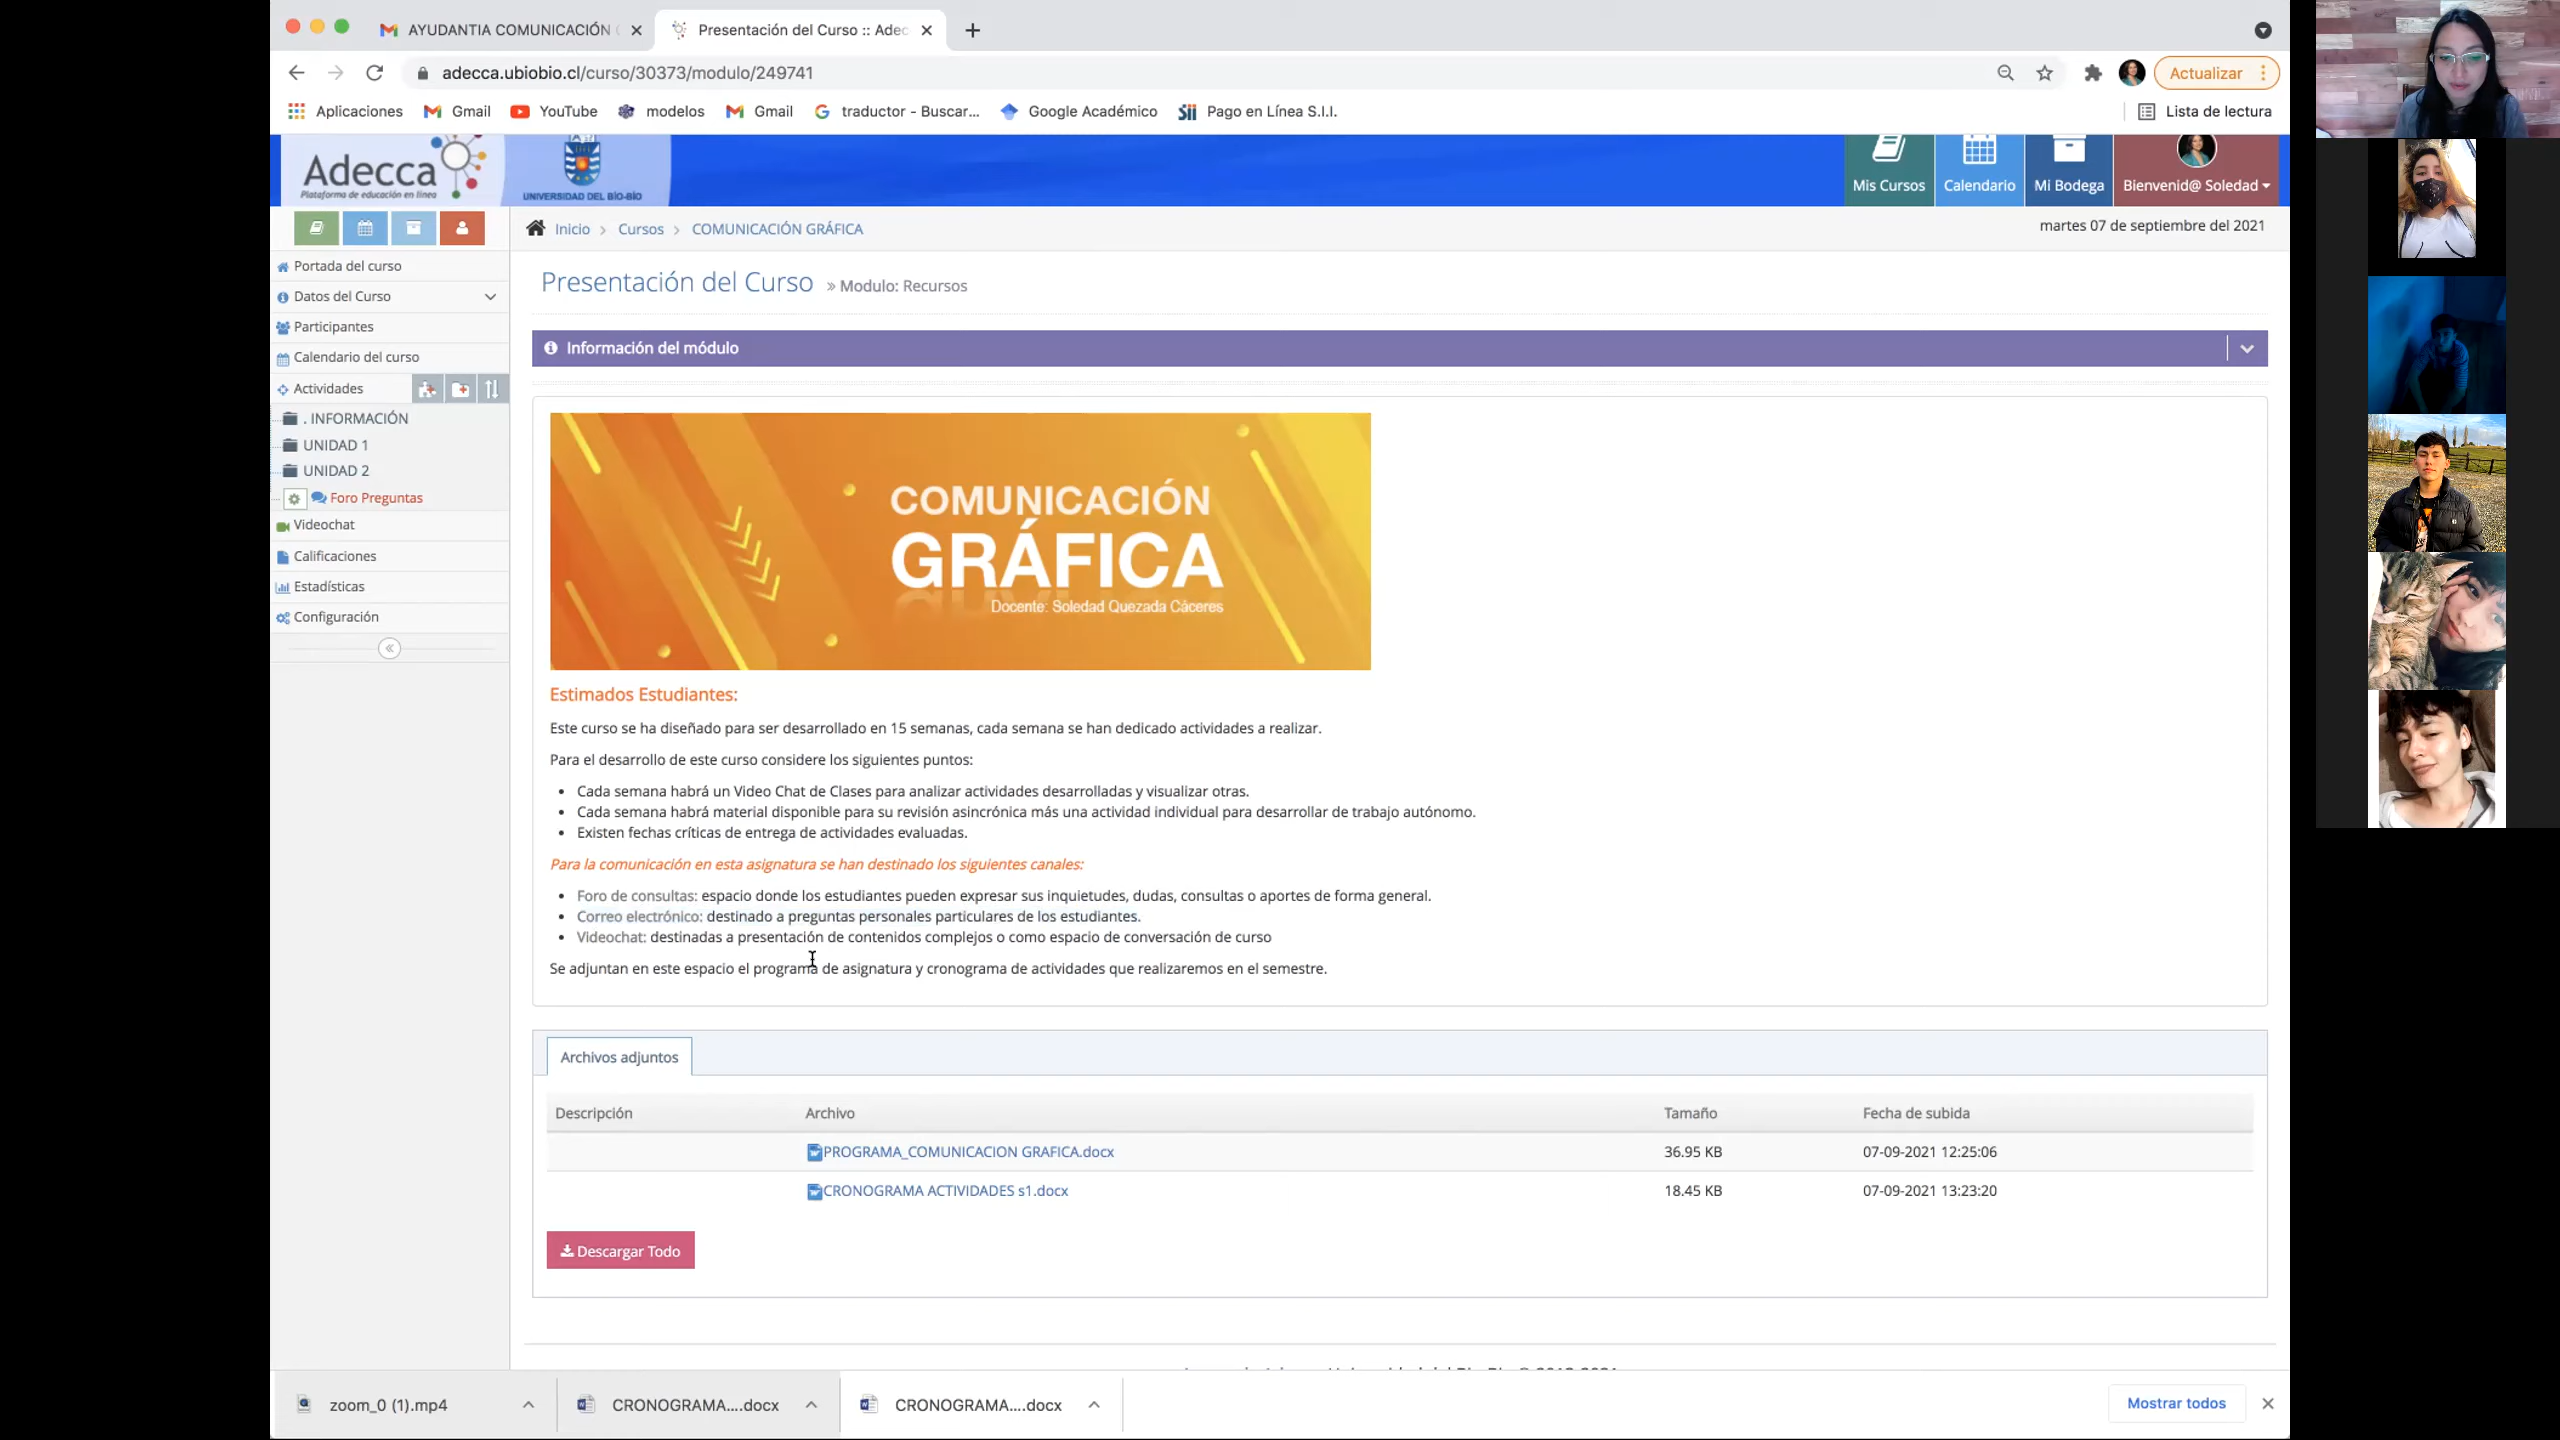 AYUDANTIA COMUNICACIÓN
Presentación del Curso :: Adec
adecca.ubiobio.cl/curso/30373/modulo/249741
Actualizar
Aplicaciones
Gmail
YouTube
modelos
Gmail
traductor - Buscar...
Google Académico
Pago en Línea S.I.I.
Lista de lectura
Adecca
Plataforma de educación en línea
UNIVERSIDAD DEL BÍO-BÍO
Mis Cursos
Calendario
Mi Bodega
Bienvenid@ Soledad
Inicio
Cursos
COMUNICACIÓN GRÁFICA
martes 07 de septiembre del 2021
Portada del curso
Datos del Curso
Participantes
Calendario del curso
Actividades
. INFORMACIÓN
UNIDAD 1
UNIDAD 2
Foro Preguntas
Videochat
Calificaciones
Estadísticas
Configuración
Presentación del Curso » Modulo: Recursos
Información del módulo
COMUNICACIÓN
GRÁFICA
Docente: Soledad Quezada Cáceres
Estimados Estudiantes:
Este curso se ha diseñado para ser desarrollado en 15 semanas, cada semana se han dedicado actividades a realizar.
Para el desarrollo de este curso considere los siguientes puntos:
• Cada semana habrá un Video Chat de Clases para analizar actividades desarrolladas y visualizar otras.
• Cada semana habrá material disponible para su revisión asincrónica más una actividad individual para desarrollar de trabajo autónomo.
• Existen fechas críticas de entrega de actividades evaluadas.
Para la comunicación en esta asignatura se han destinado los siguientes canales:
• Foro de consultas: espacio donde los estudiantes pueden expresar sus inquietudes, dudas, consultas o aportes de forma general.
• Correo electrónico: destinado a preguntas personales particulares de los estudiantes.
• Videochat: destinadas a presentación de contenidos complejos o como espacio de conversación de curso
Se adjuntan en este espacio el programa de asignatura y cronograma de actividades que realizaremos en el semestre.
Archivos adjuntos
Descripción Archivo Tamaño Fecha de subida
PROGRAMA_COMUNICACION GRAFICA.docx 36.95 KB 07-09-2021 12:25:06
CRONOGRAMA ACTIVIDADES s1.docx 18.45 KB 07-09-2021 13:23:20
Descargar Todo
zoom_0 (1).mp4
CRONOGRAMA....docx
CRONOGRAMA....docx
Mostrar todos